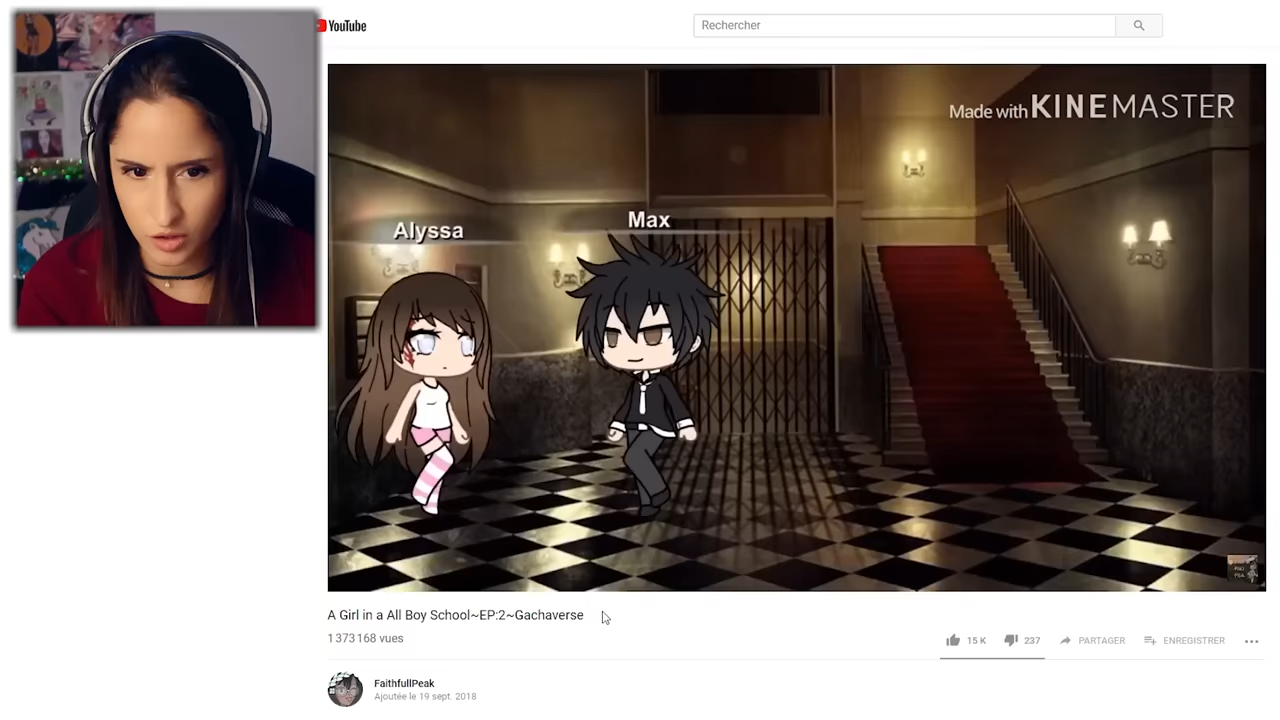 YouTube
Rechercher
Made with KINEMASTER
Alyssa
Max
A Girl in a All Boy School~EP:2~Gachaverse
1 373 168 vues
15 K
237
PARTAGER
ENREGISTRER
FaithfullPeak
Ajoutée le 19 sept. 2018